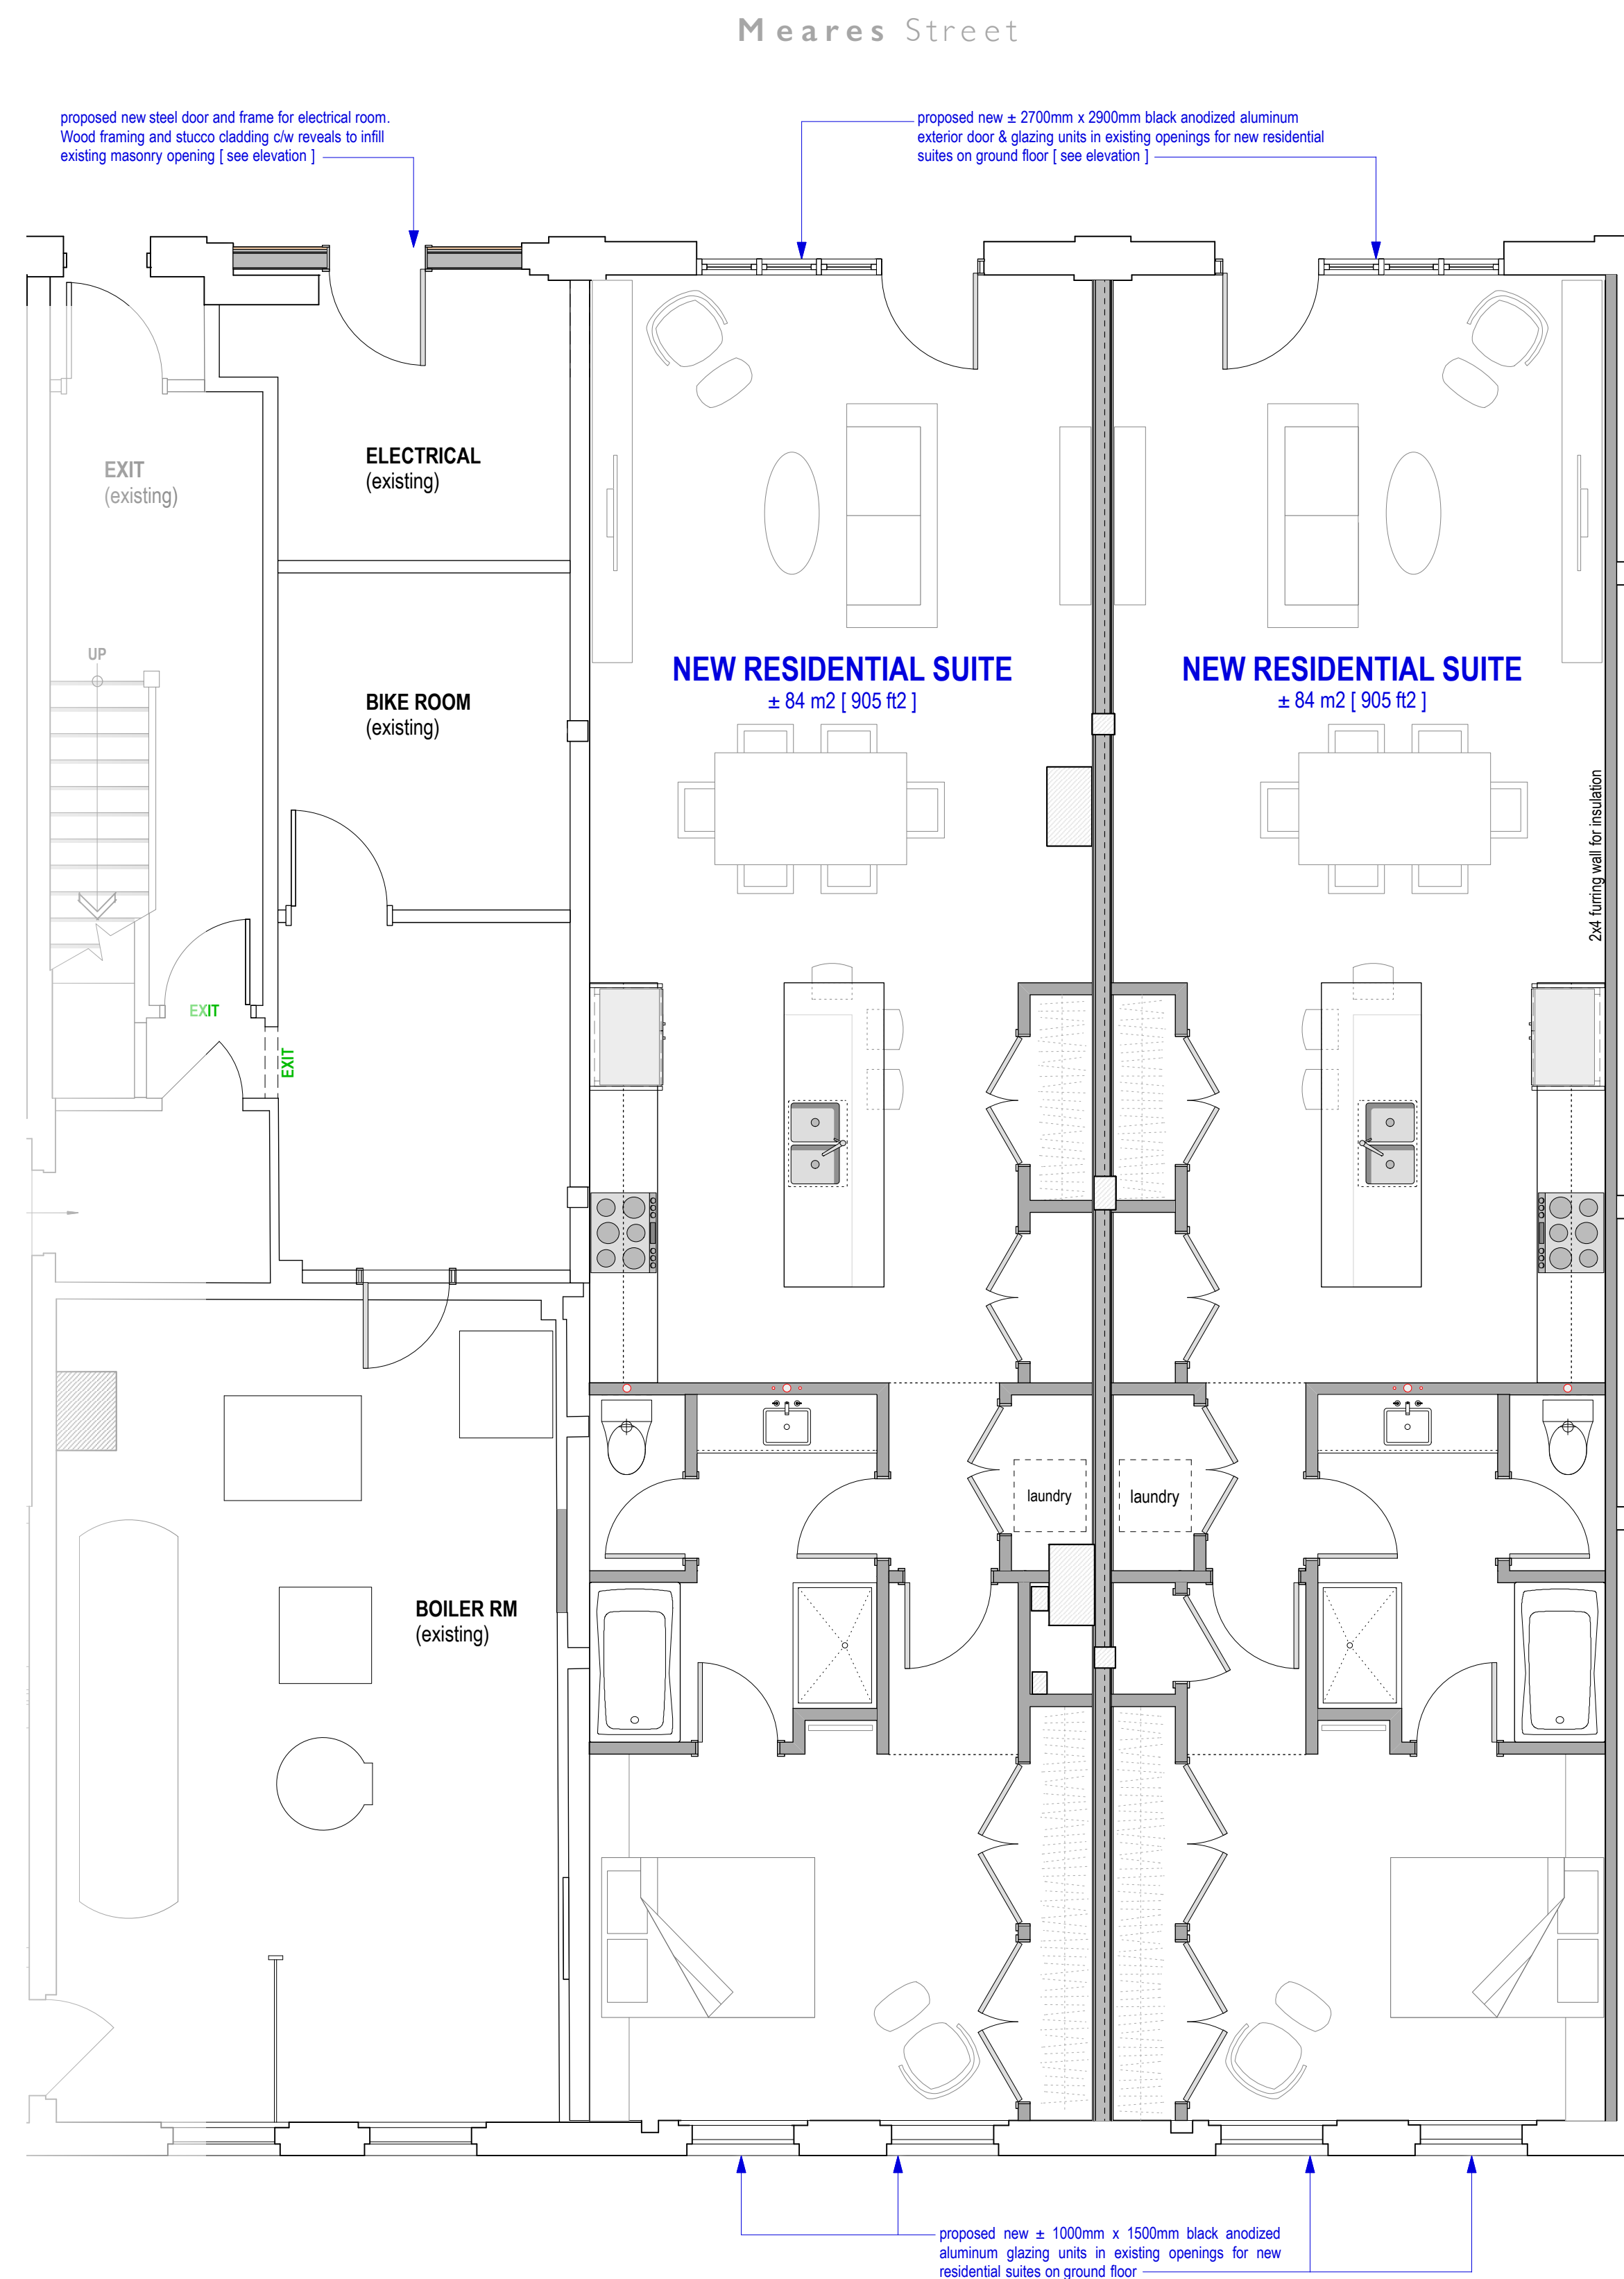 Meares Street
proposed new steel door and frame for electrical room.
Wood framing and stucco cladding c/w reveals to infill
existing masonry opening [ see elevation ]
proposed new ± 2700mm x 2900mm black anodized aluminum
exterior door & glazing units in existing openings for new residential
suites on ground floor [ see elevation ]
EXIT
(existing)
ELECTRICAL
(existing)
UP
BIKE ROOM
(existing)
NEW RESIDENTIAL SUITE
± 84 m2 [ 905 ft2 ]
NEW RESIDENTIAL SUITE
± 84 m2 [ 905 ft2 ]
2x4 furring wall for insulation
EXIT
EXIT
laundry
laundry
BOILER RM
(existing)
proposed new ± 1000mm x 1500mm black anodized
aluminum glazing units in existing openings for new
residential suites on ground floor